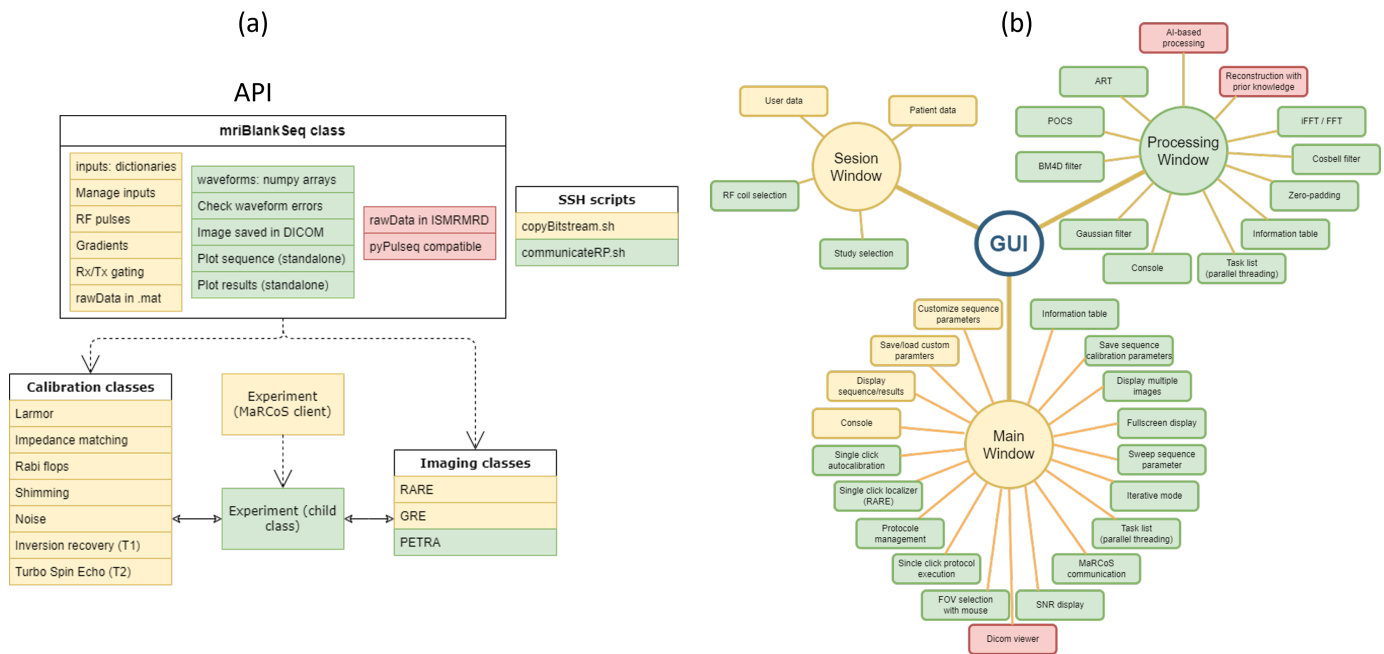 (a)
API
mriBlankSeq class
inputs: dictionaries
Manage inputs
RF pulses
Gradients
Rx/Tx gating
rawData in .mat
waveforms: numpy arrays
Check waveform errors
Image saved in DICOM
Plot sequence (standalone)
Plot results (standalone)
rawData in ISMRMRD
pyPulseq compatible
SSH scripts
copyBitstream.sh
communicateRP.sh
Calibration classes
Larmor
Impedance matching
Rabi flops
Shimming
Noise
Inversion recovery (T1)
Turbo Spin Echo (T2)
Experiment
(MaRCoS client)
Experiment (child
class)
Imaging classes
RARE
GRE
PETRA
(b)
GUI
Sesion
Window
User data
Patient data
RF coil selection
Study selection
Processing
Window
AI-based
processing
ART
Reconstruction with
prior knowledge
POCS
iFFT / FFT
BM4D filter
Cosbell filter
Zero-padding
Gaussian filter
Information table
Console
Task list
(parallel threading)
Main
Window
Customize sequence
parameters
Information table
Save/load custom
paramters
Save sequence
calibration parameters
Display
sequence/results
Display multiple
images
Console
Fullscreen display
Single click
autocalibration
Sweep sequence
parameter
Single click localizer
(RARE)
Iterative mode
Protocole
management
Task list
(parallel threading)
Single click protocol
execution
MaRCoS
communication
FOV selection
with mouse
SNR display
Dicom viewer